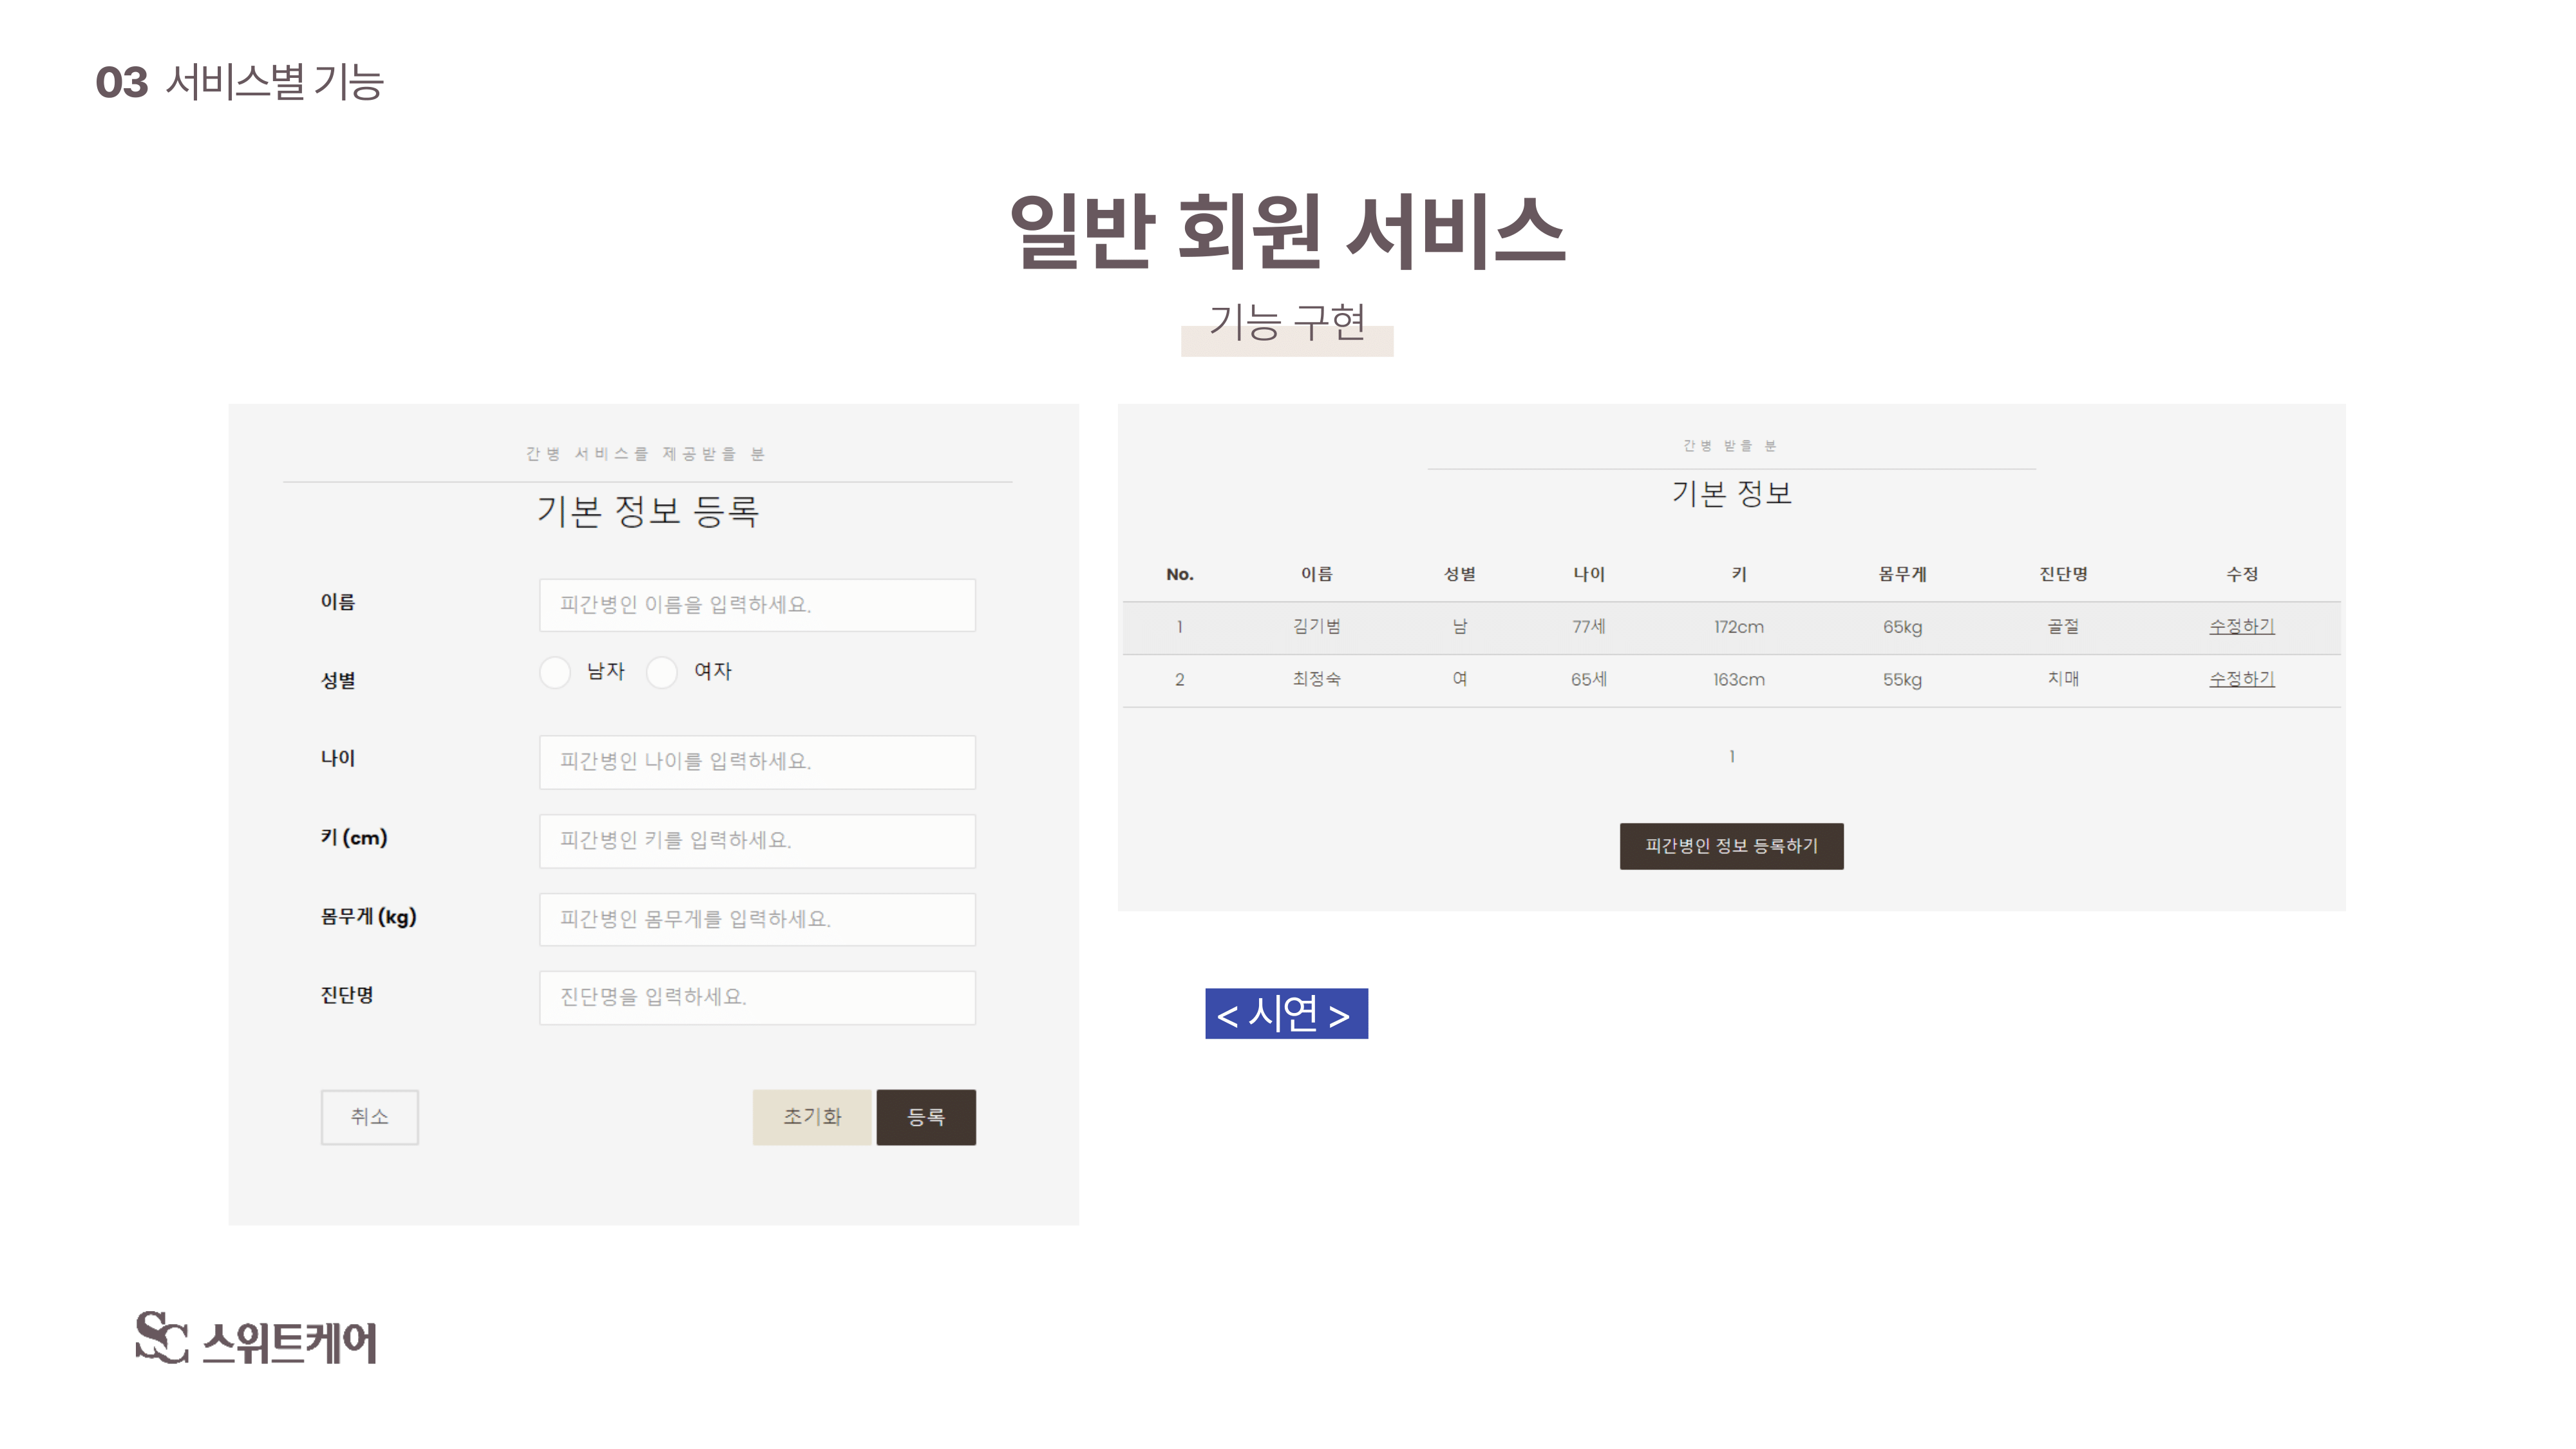 03 서비스별 기능
일반 회원 서비스
기능 구현
간병 서비스를 제공받을 분
기본 정보 등록
이름 피간병인 이름을 입력하세요.
성별 남자 여자
나이 피간병인 나이를 입력하세요.
키 (cm) 피간병인 키를 입력하세요.
몸무게 (kg) 피간병인 몸무게를 입력하세요.
진단명 진단명을 입력하세요.
취소 초기화 등록
간병 받을 분
기본 정보
No. 이름 성별 나이 키 몸무게 진단명 수정
1 김기범 남 77세 172cm 65kg 골절 수정하기
2 최정숙 여 65세 163cm 55kg 치매 수정하기
1
피간병인 정보 등록하기
< 시연 >
SC 스위트케어